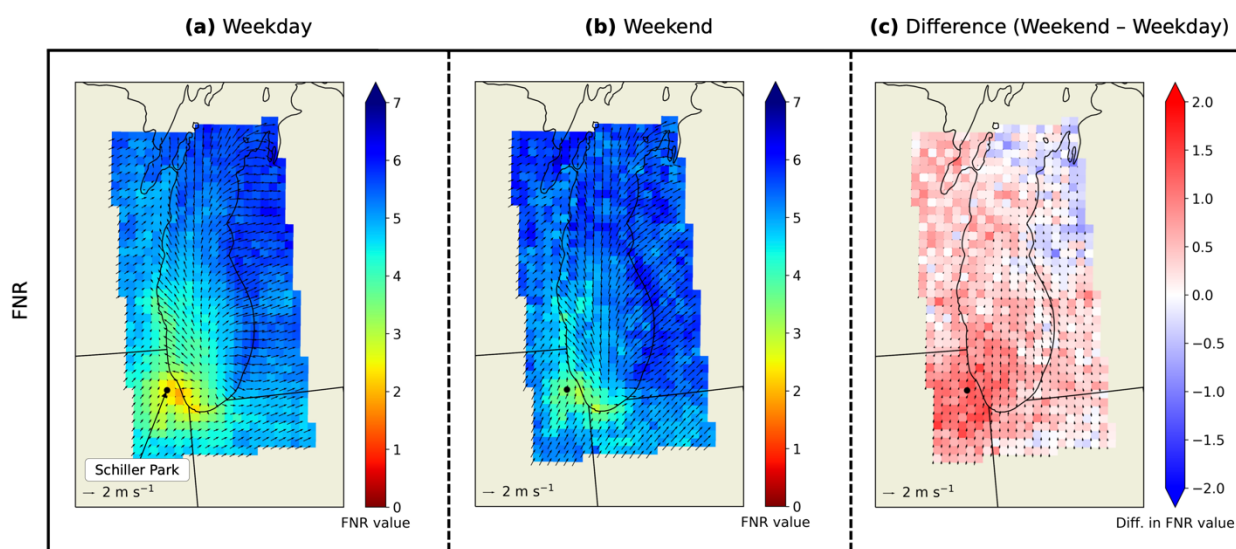 (a) Weekday
(b) Weekend
(c) Difference (Weekend – Weekday)
FNR
7
6
5
4
3
2
1
0
Schiller Park
2 m s⁻¹
FNR value
7
6
5
4
3
2
1
0
2 m s⁻¹
FNR value
2.0
1.5
1.0
0.5
0.0
−0.5
−1.0
−1.5
−2.0
2 m s⁻¹
Diff. in FNR value